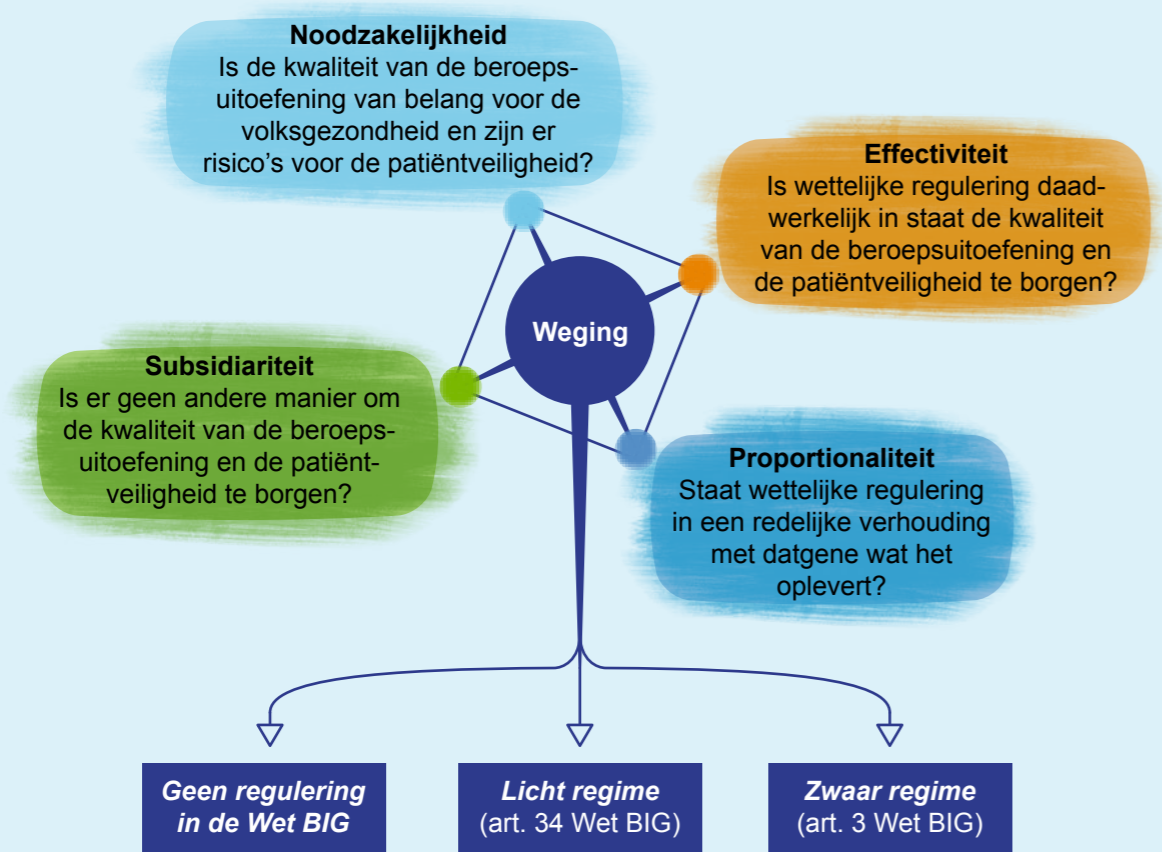 Noodzakelijkheid
Is de kwaliteit van de beroeps-
uitoefening van belang voor de
volksgezondheid en zijn er
risico's voor de patiëntveiligheid?
Effectiviteit
Is wettelijke regulering daad-
werkelijk in staat de kwaliteit
van de beroepsuitoefening en
de patiëntveiligheid te borgen?
Weging
Subsidiariteit
Is er geen andere manier om
de kwaliteit van de beroeps-
uitoefening en de patiënt-
veiligheid te borgen?
Proportionaliteit
Staat wettelijke regulering
in een redelijke verhouding
met datgene wat het
oplevert?
Geen regulering
in de Wet BIG
Licht regime
(art. 34 Wet BIG)
Zwaar regime
(art. 3 Wet BIG)